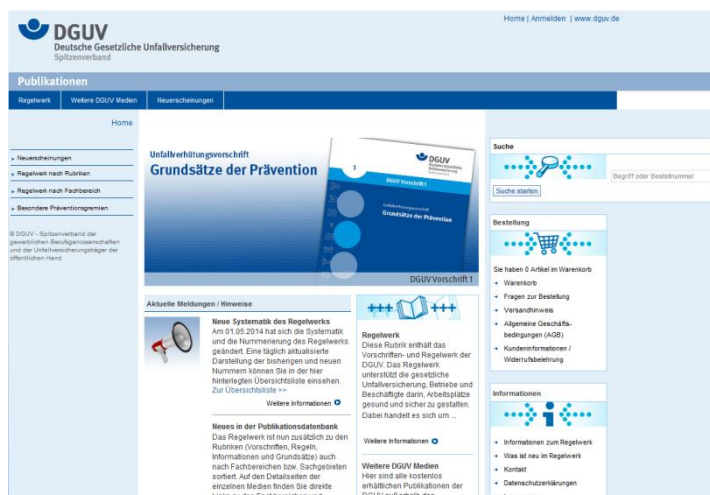 Home | Anmelden | www.dguv.de
DGUV
Deutsche Gesetzliche Unfallversicherung
Spitzenverband
Publikationen
Regelwerk
Weitere DGUV Medien
Neuerscheinungen
Home
Neuerscheinungen
Regelwerk nach Rubriken
Regelwerk nach Fachbereich
Besondere Präventionsgremien
© DGUV - Spitzenverband der
gewerblichen Berufsgenossenschaften
und der Unfallversicherungsträger der
öffentlichen Hand
Unfallverhütungsvorschrift
Grundsätze der Prävention
1
DGUV
DGUV Vorschrift 1
Unfallverhütungsvorschrift
Grundsätze der Prävention
DGUV Vorschrift 1
Aktuelle Meldungen / Hinweise
Neue Systematik des Regelwerks
Am 01.05.2014 hat sich die Systematik
und die Nummerierung des Regelwerks
geändert. Eine täglich aktualisierte
Darstellung der bisherigen und neuen
Nummern können Sie in der hier
hinterlegten Übersichtsliste einsehen.
Zur Übersichtsliste >>
Weitere Informationen
Neues in der Publikationsdatenbank
Das Regelwerk ist nun zusätzlich zu den
Rubriken (Vorschriften, Regeln,
Informationen und Grundsätze) auch
nach Fachbereichen bzw. Sachgebieten
sortiert. Auf den Detailseiten der
einzelnen Medien finden Sie direkte
Regelwerk
Diese Rubrik enthält das
Vorschriften- und Regelwerk der
DGUV. Das Regelwerk
unterstützt die gesetzliche
Unfallversicherung, Betriebe und
Beschäftigte darin, Arbeitsplätze
gesund und sicher zu gestalten.
Dabei handelt es sich um ...
Weitere Informationen
Weitere DGUV Medien
Hier sind alle kostenlos
erhältlichen Publikationen der
DGUV außerhalb des
Suche
Begriff oder Bestellnummer
Suche starten
Bestellung
Sie haben 0 Artikel im Warenkorb
Warenkorb
Fragen zur Bestellung
Versandhinweis
Allgemeine Geschäfts-
bedingungen (AGB)
Kundeninformationen /
Widerrufsbelehrung
Informationen
Informationen zum Regelwerk
Was ist neu im Regelwerk
Kontakt
Datenschutzerklärungen